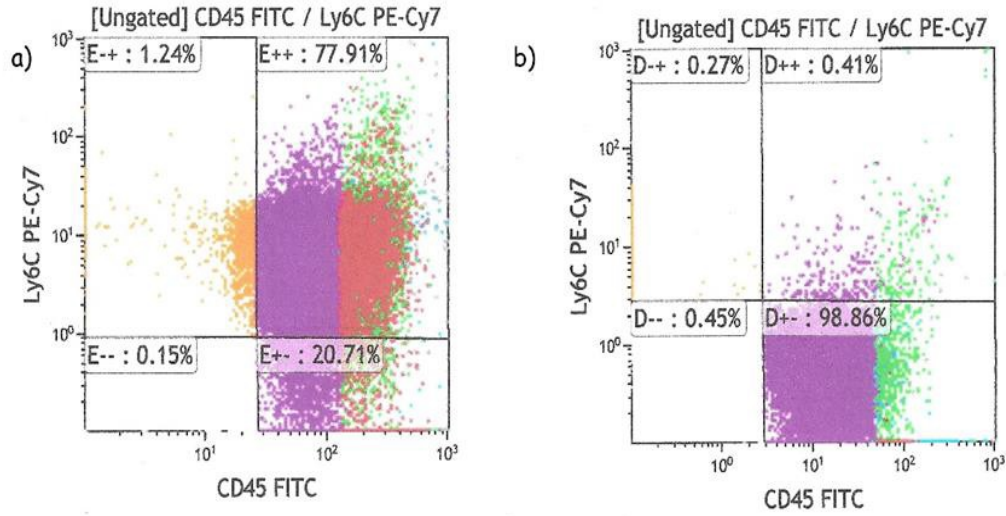 a)
[Ungated] CD45 FITC / Ly6C PE-Cy7
10³
E-+ : 1.24%
E++ : 77.91%
10²
Ly6C PE-Cy7
10¹
10⁰
E-- : 0.15%
E+- : 20.71%
10¹
10²
10³
CD45 FITC
b)
[Ungated] CD45 FITC / Ly6C PE-Cy7
10³
D-+ : 0.27%
D++ : 0.41%
10²
Ly6C PE-Cy7
10¹
D-- : 0.45%
D+- : 98.86%
10⁰
10⁰
10¹
10²
10³
CD45 FITC